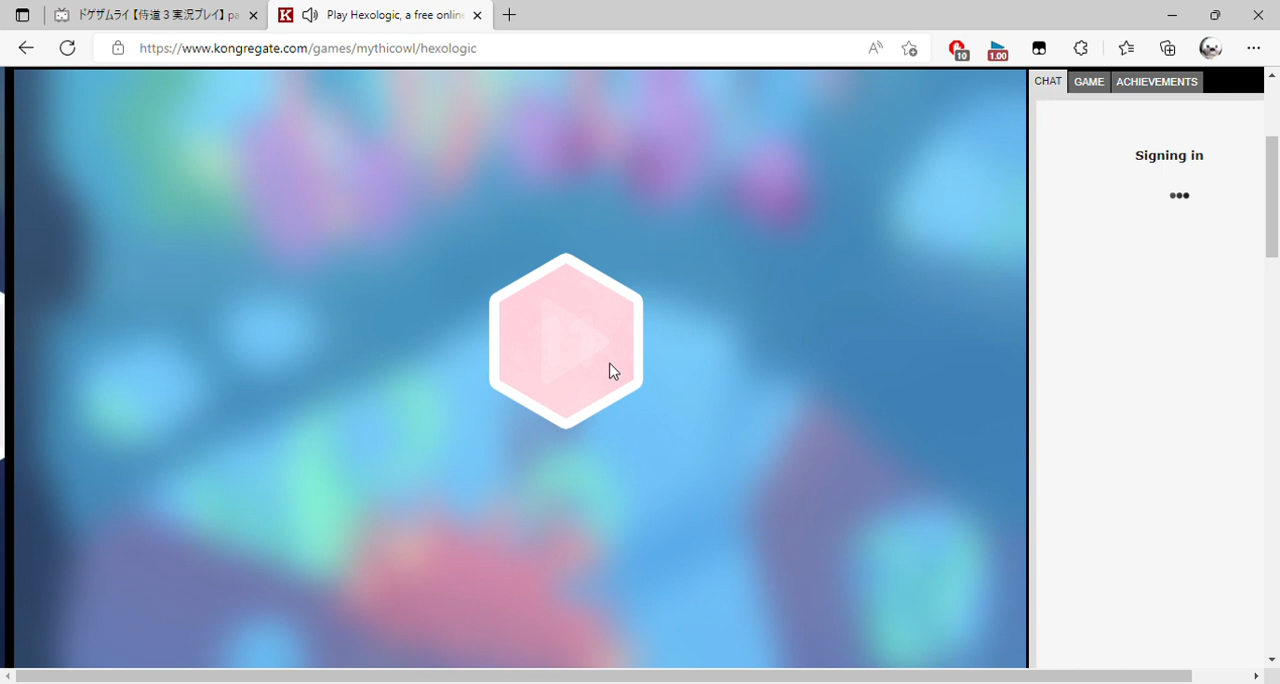 ドゲザムライ【侍道３実況プレイ】pa
Play Hexologic, a free online
https://www.kongregate.com/games/mythicowl/hexologic
10
1.00
CHAT GAME ACHIEVEMENTS
Signing in